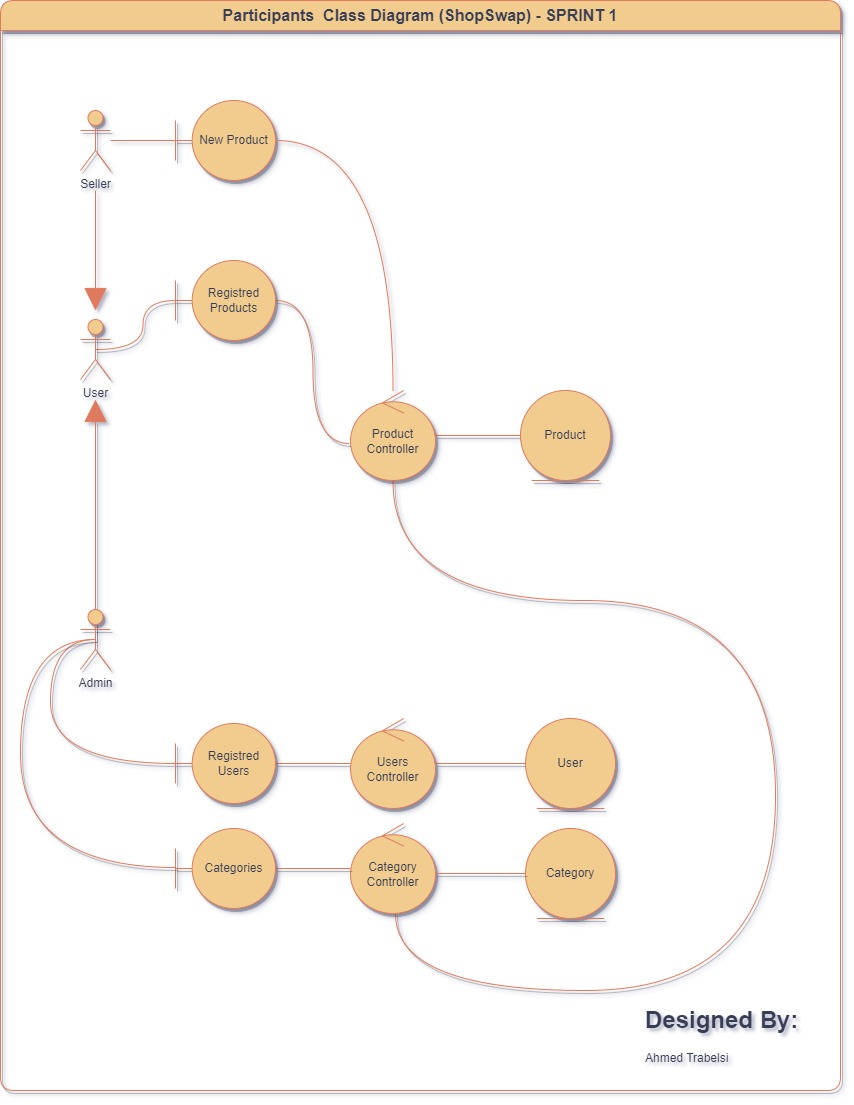 Participants  Class Diagram (ShopSwap) - SPRINT 1
New Product
Seller
Registred
Products
User
Product
Controller
Product
Admin
Registred
Users
Users
Controller
User
Categories
Category
Controller
Category
Designed By:
Ahmed Trabelsi